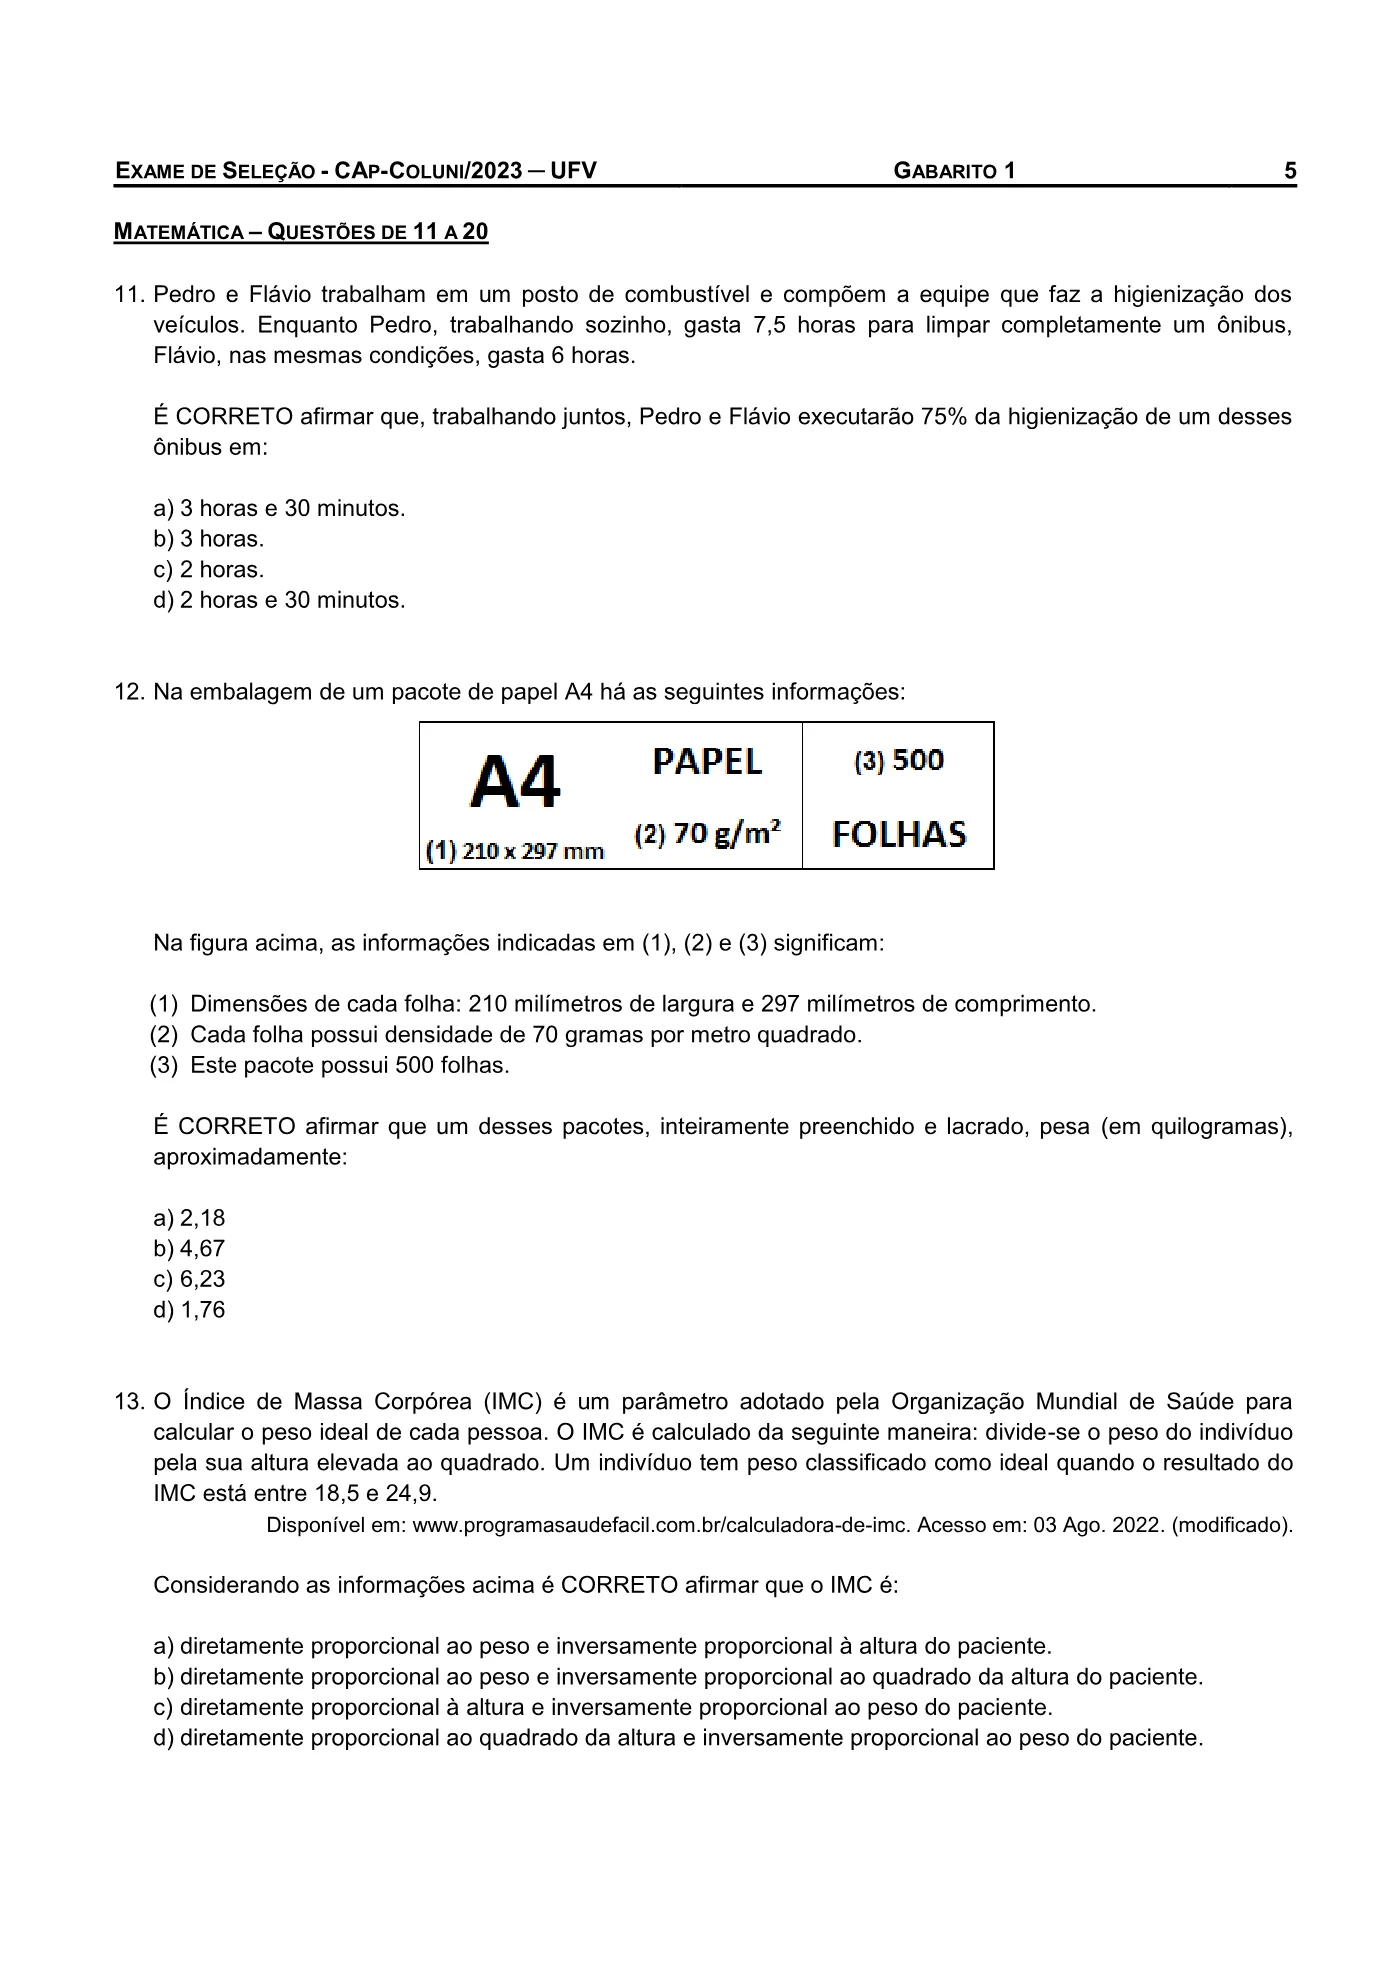 EXAME DE SELEÇÃO - CAP-COLUNI/2023 — UFV GABARITO 1 5
MATEMÁTICA – QUESTÕES DE 11 A 20
11. Pedro e Flávio trabalham em um posto de combustível e compõem a equipe que faz a higienização dos
veículos. Enquanto Pedro, trabalhando sozinho, gasta 7,5 horas para limpar completamente um ônibus,
Flávio, nas mesmas condições, gasta 6 horas.
É CORRETO afirmar que, trabalhando juntos, Pedro e Flávio executarão 75% da higienização de um desses
ônibus em:
a) 3 horas e 30 minutos.
b) 3 horas.
c) 2 horas.
d) 2 horas e 30 minutos.
12. Na embalagem de um pacote de papel A4 há as seguintes informações:
A4
(1) 210 x 297 mm
PAPEL
(2) 70 g/m²
(3) 500
FOLHAS
Na figura acima, as informações indicadas em (1), (2) e (3) significam:
(1) Dimensões de cada folha: 210 milímetros de largura e 297 milímetros de comprimento.
(2) Cada folha possui densidade de 70 gramas por metro quadrado.
(3) Este pacote possui 500 folhas.
É CORRETO afirmar que um desses pacotes, inteiramente preenchido e lacrado, pesa (em quilogramas),
aproximadamente:
a) 2,18
b) 4,67
c) 6,23
d) 1,76
13. O Índice de Massa Corpórea (IMC) é um parâmetro adotado pela Organização Mundial de Saúde para
calcular o peso ideal de cada pessoa. O IMC é calculado da seguinte maneira: divide-se o peso do indivíduo
pela sua altura elevada ao quadrado. Um indivíduo tem peso classificado como ideal quando o resultado do
IMC está entre 18,5 e 24,9.
Disponível em: www.programasaudefacil.com.br/calculadora-de-imc. Acesso em: 03 Ago. 2022. (modificado).
Considerando as informações acima é CORRETO afirmar que o IMC é:
a) diretamente proporcional ao peso e inversamente proporcional à altura do paciente.
b) diretamente proporcional ao peso e inversamente proporcional ao quadrado da altura do paciente.
c) diretamente proporcional à altura e inversamente proporcional ao peso do paciente.
d) diretamente proporcional ao quadrado da altura e inversamente proporcional ao peso do paciente.